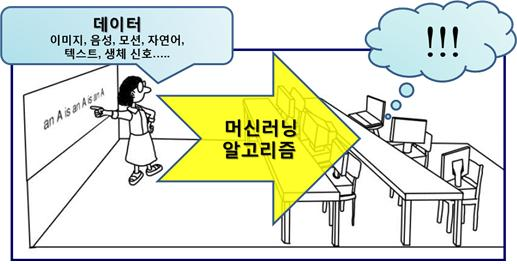 데이터
이미지, 음성, 모션, 자연어,
텍스트, 생체 신호.....
!!!
an A is an A is an A
머신러닝
알고리즘